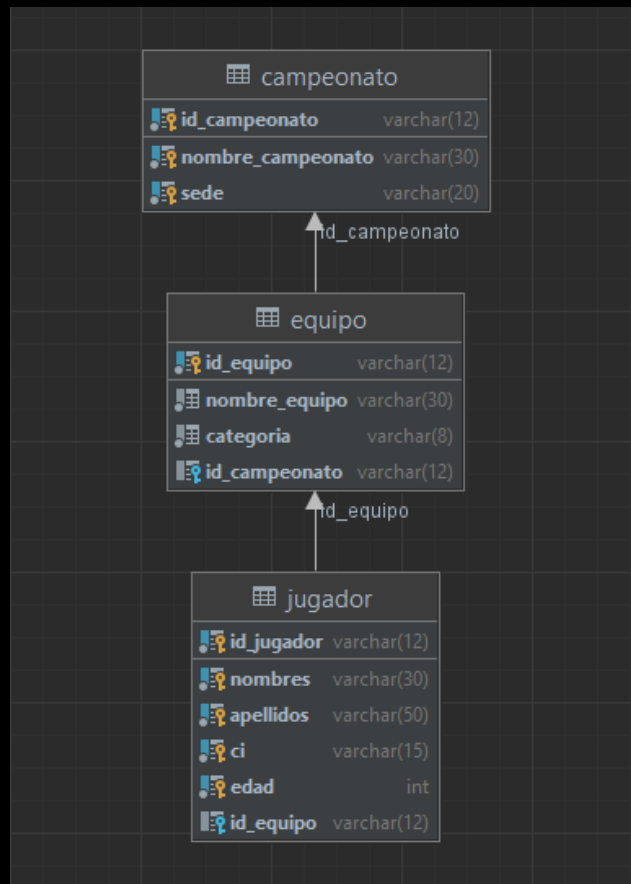 campeonato
id_campeonato varchar(12)
nombre_campeonato varchar(30)
sede varchar(20)
id_campeonato
equipo
id_equipo varchar(12)
nombre_equipo varchar(30)
categoria varchar(8)
id_campeonato varchar(12)
id_equipo
jugador
id_jugador varchar(12)
nombres varchar(30)
apellidos varchar(50)
ci varchar(15)
edad int
id_equipo varchar(12)